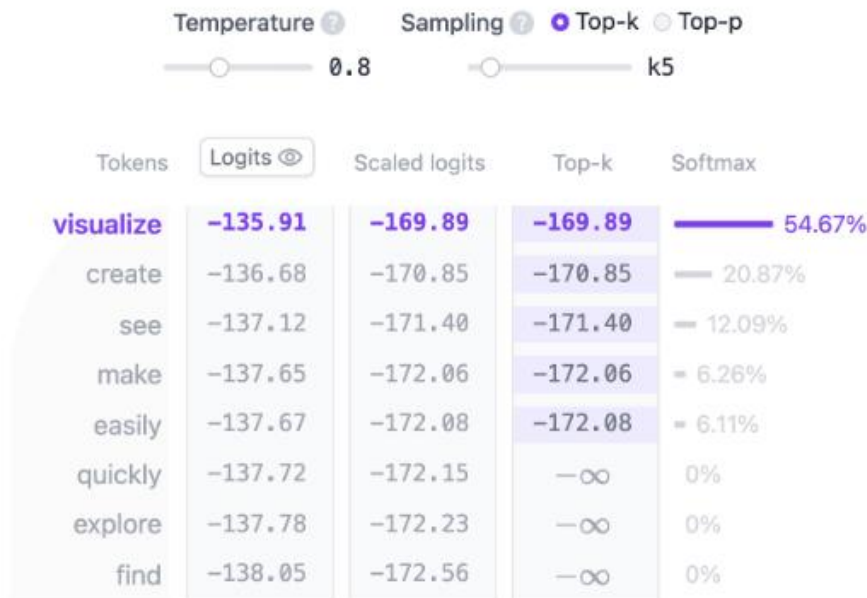 Temperature ? Sampling ? Top-k Top-p
0.8 k5
Tokens Logits Scaled logits Top-k Softmax
visualize -135.91 -169.89 -169.89 54.67%
create -136.68 -170.85 -170.85 20.87%
see -137.12 -171.40 -171.40 12.09%
make -137.65 -172.06 -172.06 6.26%
easily -137.67 -172.08 -172.08 6.11%
quickly -137.72 -172.15 -∞ 0%
explore -137.78 -172.23 -∞ 0%
find -138.05 -172.56 -∞ 0%